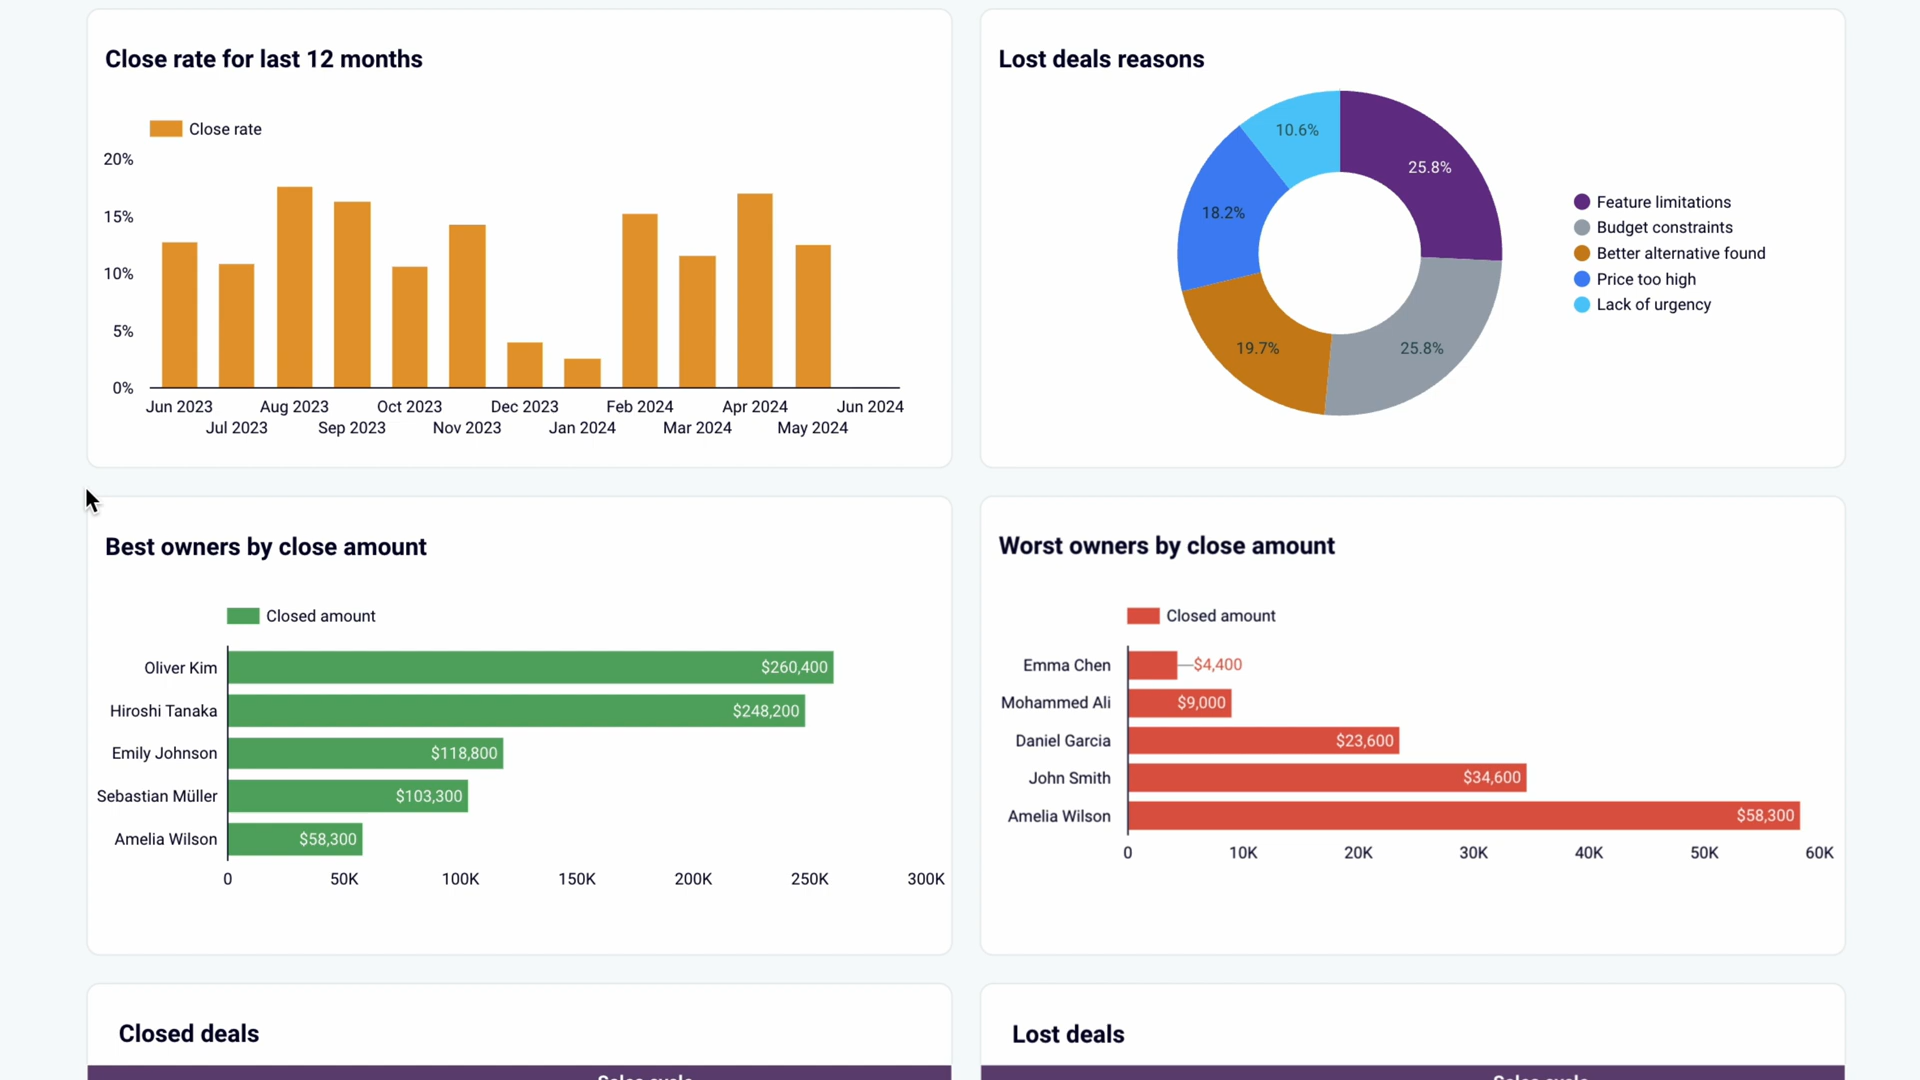 Close rate for last 12 months
Close rate
20%
15%
10%
5%
0%
Jun 2023
Aug 2023
Oct 2023
Dec 2023
Feb 2024
Apr 2024
Jun 2024
Jul 2023
Sep 2023
Nov 2023
Jan 2024
Mar 2024
May 2024
Lost deals reasons
10.6%
25.8%
18.2%
19.7%
25.8%
Feature limitations
Budget constraints
Better alternative found
Price too high
Lack of urgency
Best owners by close amount
Closed amount
Oliver Kim $260,400
Hiroshi Tanaka $248,200
Emily Johnson $118,800
Sebastian Müller $103,300
Amelia Wilson $58,300
0 50K 100K 150K 200K 250K 300K
Worst owners by close amount
Closed amount
Emma Chen $4,400
Mohammed Ali $9,000
Daniel Garcia $23,600
John Smith $34,600
Amelia Wilson $58,300
0 10K 20K 30K 40K 50K 60K
Closed deals
Sales cycle
Lost deals
Sales cycle